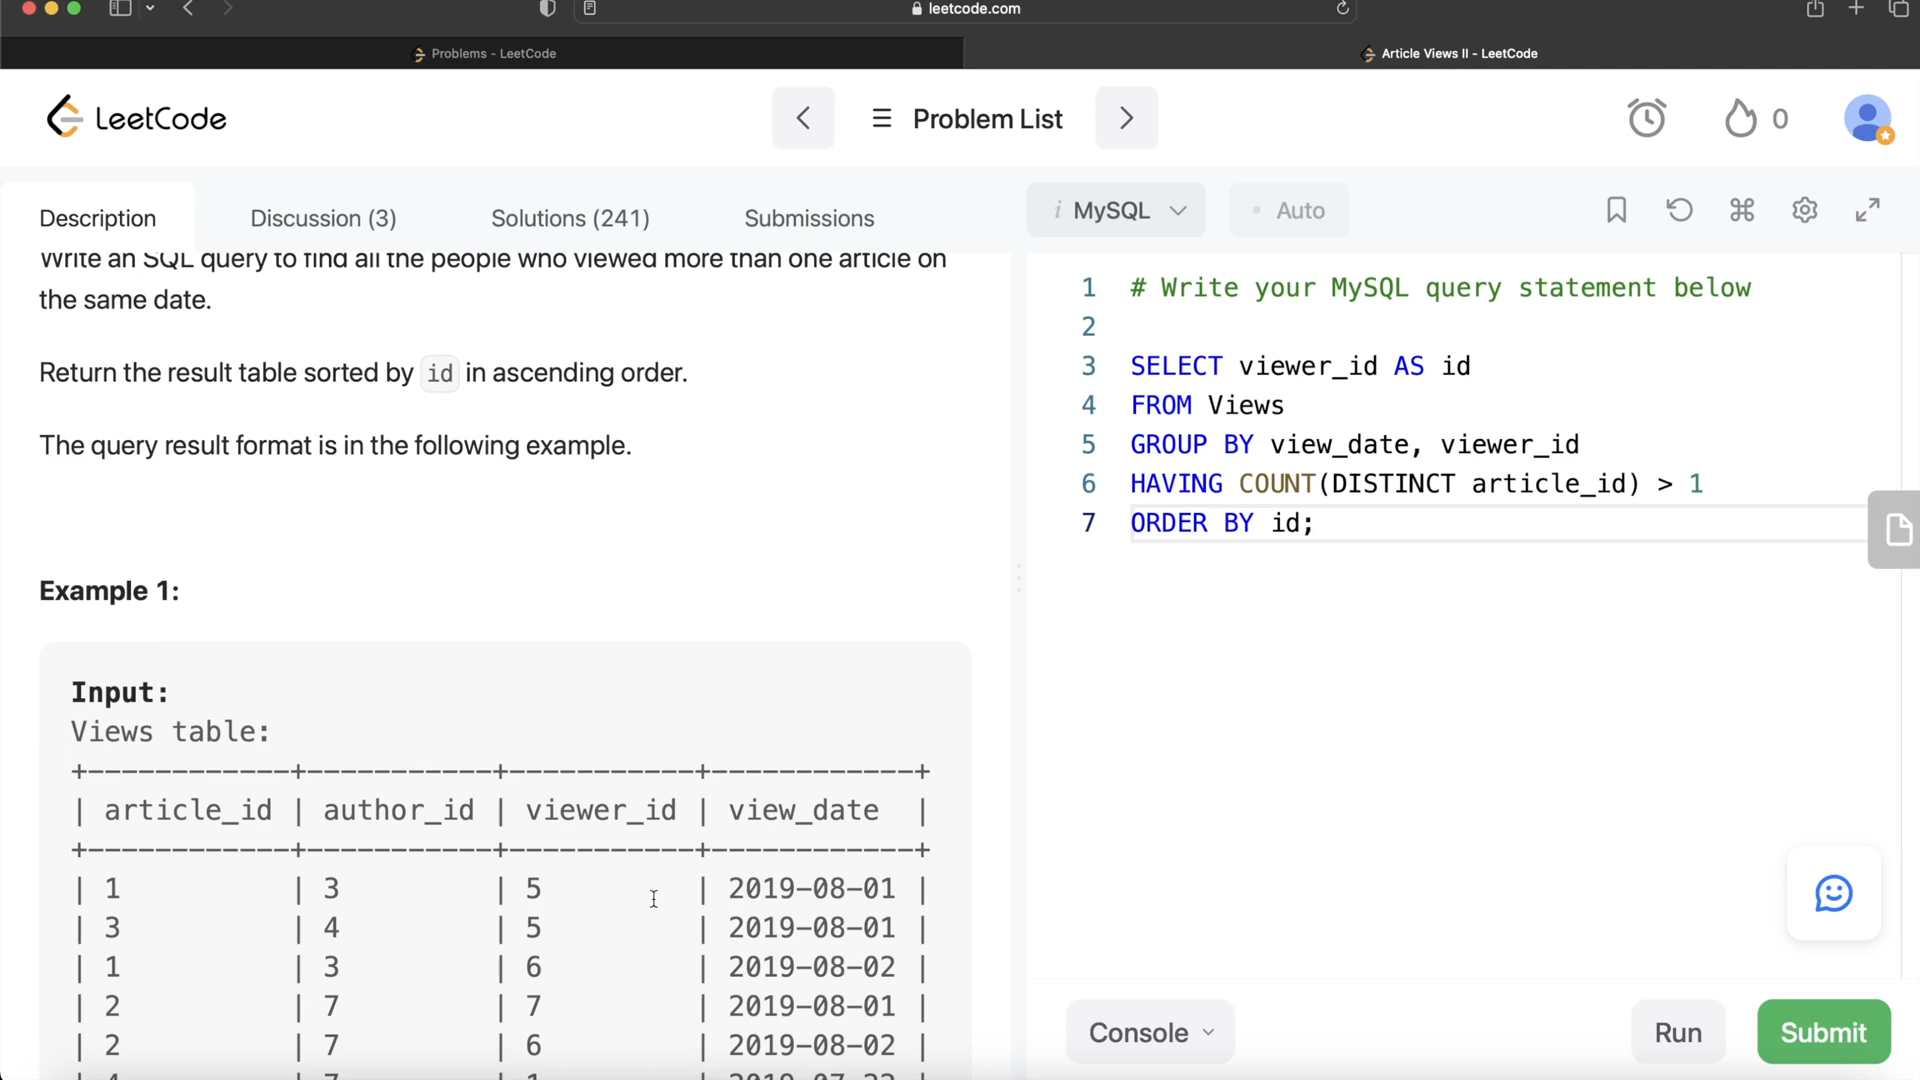 leetcode.com
Problems - LeetCode
Article Views II - LeetCode
LeetCode
Problem List
0
Description
Discussion (3)
Solutions (241)
Submissions
Write an SQL query to find all the people who viewed more than one article on
the same date.
Return the result table sorted by id in ascending order.
The query result format is in the following example.
Example 1:
Input:
Views table:
+------------+-----------+-----------+------------+
| article_id | author_id | viewer_id | view_date |
+------------+-----------+-----------+------------+
| 1 | 3 | 5 | 2019-08-01 |
| 3 | 4 | 5 | 2019-08-01 |
| 1 | 3 | 6 | 2019-08-02 |
| 2 | 7 | 7 | 2019-08-01 |
| 2 | 7 | 6 | 2019-08-02 |
i MySQL
Auto
1 # Write your MySQL query statement below
2
3 SELECT viewer_id AS id
4 FROM Views
5 GROUP BY view_date, viewer_id
6 HAVING COUNT(DISTINCT article_id) > 1
7 ORDER BY id;
Console
Run
Submit